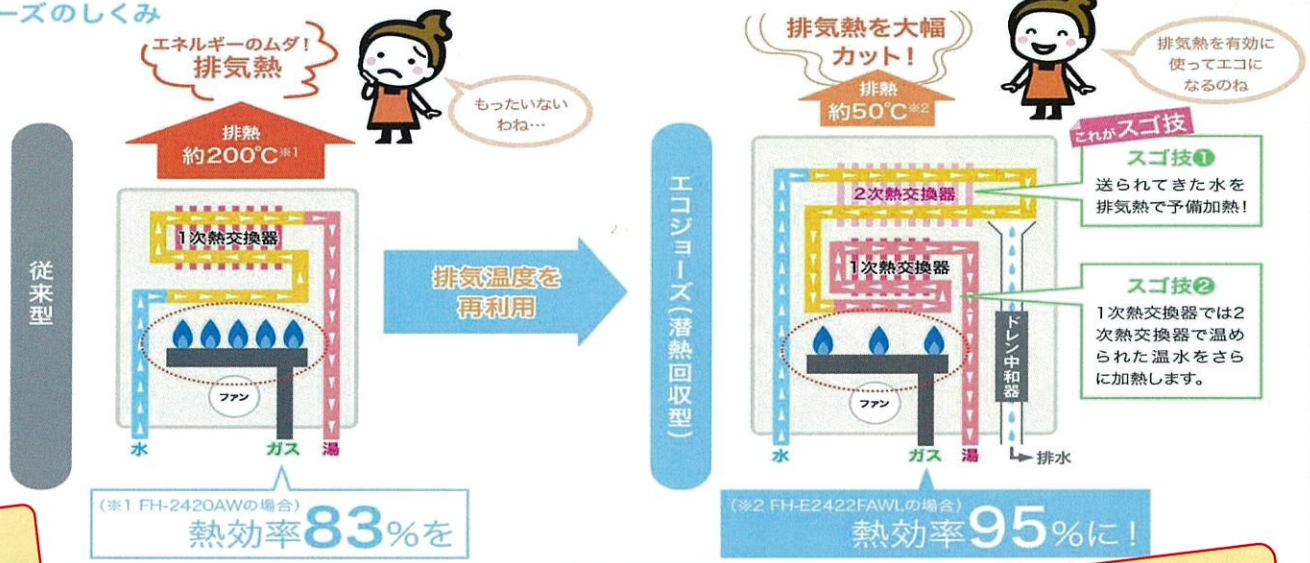 ーズのしくみ
エネルギーのムダ！
排気熱
もったいない
わね…
排熱
約200℃※1
従来型
1次熱交換器
ファン
水
ガス
湯
(※1 FH-2420AWの場合)
熱効率83%を
排気温度を
再利用
排気熱を大幅
カット！
排気熱を有効に
使ってエコに
なるのね
排熱
約50℃※2
エコジョーズ(潜熱回収型)
2次熱交換器
1次熱交換器
ファン
水
ガス
湯
ドレン中和器
排水
これがスゴ技
スゴ技❶
送られてきた水を
排気熱で予備加熱！
スゴ技❷
1次熱交換器では2
次熱交換器で温め
られた温水をさら
に加熱します。
(※2 FH-E2422FAWLの場合)
熱効率95%に！